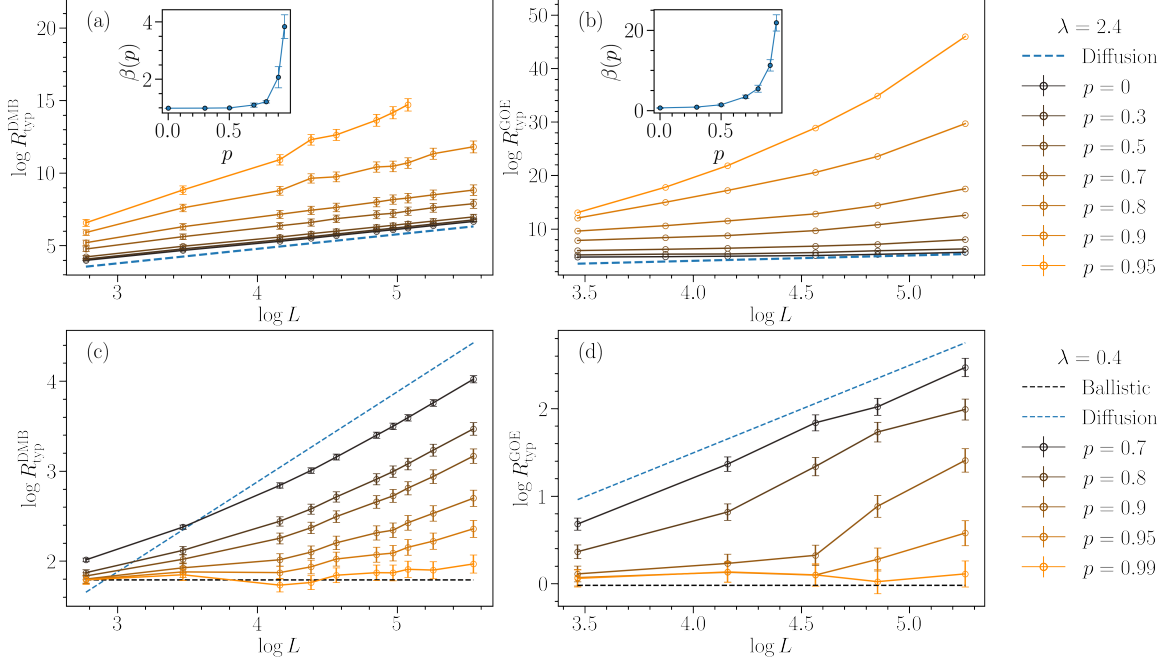 (a)
β(p)
4
2
0.0
0.5
p
log R_typ^DMB
20
15
10
5
3
4
5
log L
(b)
β(p)
20
0
0.0
0.5
p
log R_typ^GOE
50
40
30
20
10
3.5
4.0
4.5
5.0
log L
λ = 2.4
Diffusion
p = 0
p = 0.3
p = 0.5
p = 0.7
p = 0.8
p = 0.9
p = 0.95
(c)
log R_typ^DMB
4
3
2
3
4
5
log L
(d)
log R_typ^GOE
2
1
0
3.5
4.0
4.5
5.0
log L
λ = 0.4
Ballistic
Diffusion
p = 0.7
p = 0.8
p = 0.9
p = 0.95
p = 0.99